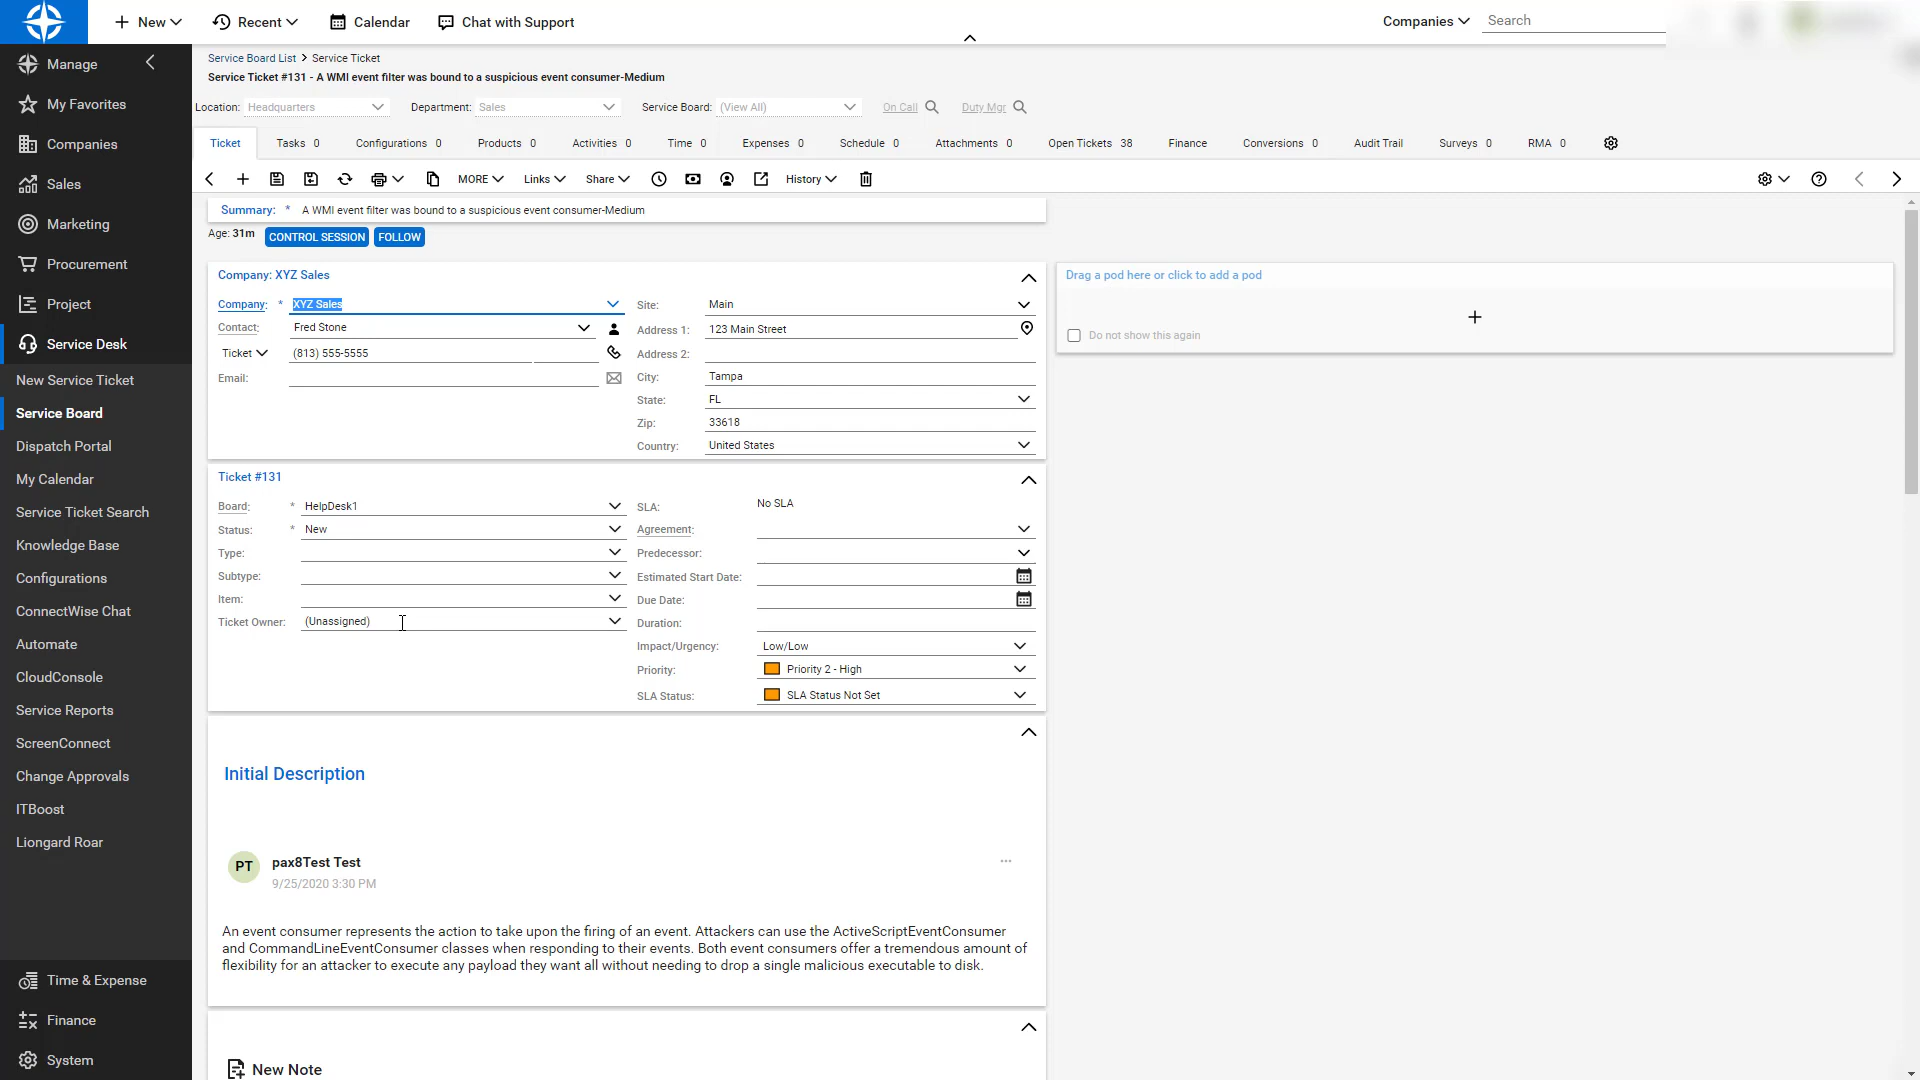 New
Recent
Calendar
Chat with Support
Companies
Search
Manage
My Favorites
Companies
Sales
Marketing
Procurement
Project
Service Desk
New Service Ticket
Service Board
Dispatch Portal
My Calendar
Service Ticket Search
Knowledge Base
Configurations
ConnectWise Chat
Automate
CloudConsole
Service Reports
ScreenConnect
Change Approvals
ITBoost
Liongard Roar
Time & Expense
Finance
System
Service Board List > Service Ticket
Service Ticket #131 - A WMI event filter was bound to a suspicious event consumer-Medium
Location: Headquarters Department: Sales Service Board: (View All) On Call Duty Mgr
Ticket Tasks 0 Configurations 0 Products 0 Activities 0 Time 0 Expenses 0 Schedule 0 Attachments 0 Open Tickets 38 Finance Conversions 0 Audit Trail Surveys 0 RMA 0
MORE Links Share History
Summary: * A WMI event filter was bound to a suspicious event consumer-Medium
Age: 31m CONTROL SESSION FOLLOW
Company: XYZ Sales
Company: * XYZ Sales
Contact: Fred Stone
Ticket (813) 555-5555
Email:
Site: Main
Address 1: 123 Main Street
Address 2:
City: Tampa
State: FL
Zip: 33618
Country: United States
Drag a pod here or click to add a pod
Do not show this again
Ticket #131
Board: * HelpDesk1
Status: * New
Type:
Subtype:
Item:
Ticket Owner: (Unassigned)
SLA: No SLA
Agreement:
Predecessor:
Estimated Start Date:
Due Date:
Duration:
Impact/Urgency: Low/Low
Priority: Priority 2 - High
SLA Status: SLA Status Not Set
Initial Description
PT
pax8Test Test
9/25/2020 3:30 PM
An event consumer represents the action to take upon the firing of an event. Attackers can use the ActiveScriptEventConsumer
and CommandLineEventConsumer classes when responding to their events. Both event consumers offer a tremendous amount of
flexibility for an attacker to execute any payload they want all without needing to drop a single malicious executable to disk.
New Note